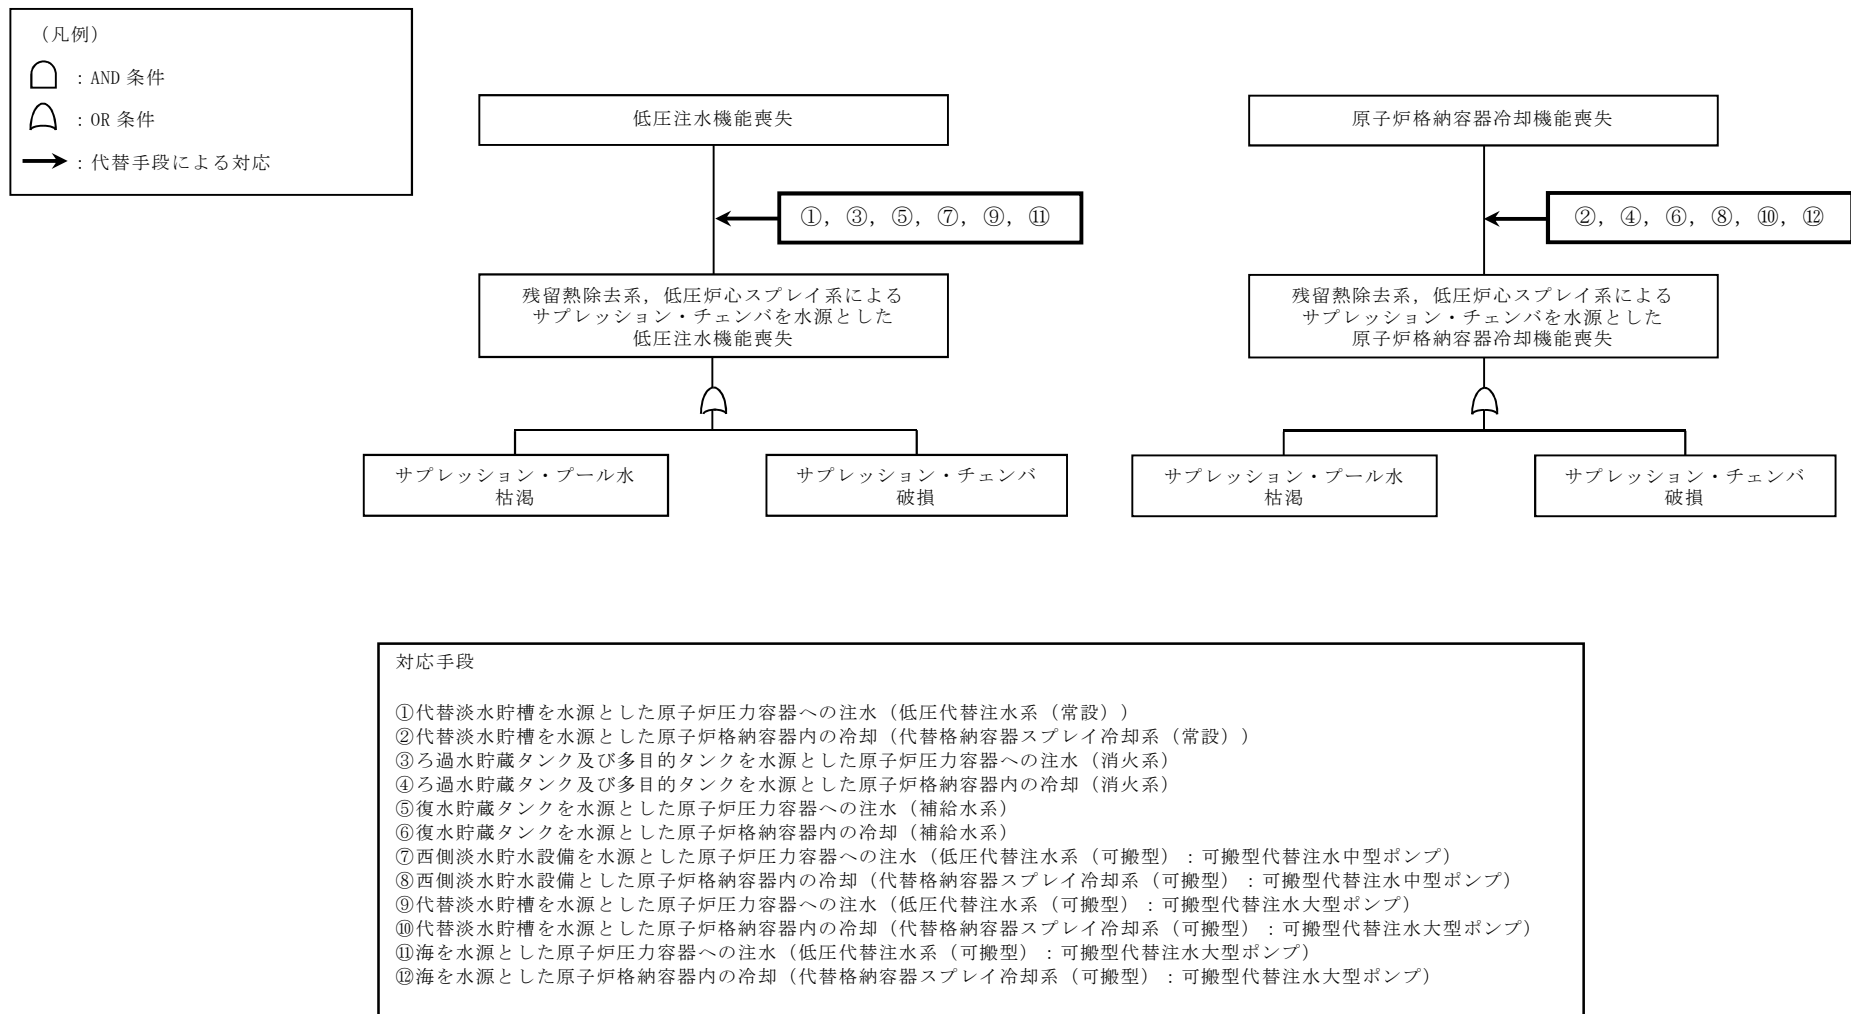 （凡例）
：AND 条件
：OR 条件
：代替手段による対応
低圧注水機能喪失
①，③，⑤，⑦，⑨，⑪
残留熱除去系，低圧炉心スプレイ系による
サプレッション・チェンバを水源とした
低圧注水機能喪失
サプレッション・プール水
枯渇
サプレッション・チェンバ
破損
原子炉格納容器冷却機能喪失
②，④，⑥，⑧，⑩，⑫
残留熱除去系，低圧炉心スプレイ系による
サプレッション・チェンバを水源とした
原子炉格納容器冷却機能喪失
サプレッション・プール水
枯渇
サプレッション・チェンバ
破損
対応手段
①代替淡水貯槽を水源とした原子炉圧力容器への注水（低圧代替注水系（常設））
②代替淡水貯槽を水源とした原子炉格納容器内の冷却（代替格納容器スプレイ冷却系（常設））
③ろ過水貯蔵タンク及び多目的タンクを水源とした原子炉圧力容器への注水（消火系）
④ろ過水貯蔵タンク及び多目的タンクを水源とした原子炉格納容器内の冷却（消火系）
⑤復水貯蔵タンクを水源とした原子炉圧力容器への注水（補給水系）
⑥復水貯蔵タンクを水源とした原子炉格納容器内の冷却（補給水系）
⑦西側淡水貯水設備を水源とした原子炉圧力容器への注水（低圧代替注水系（可搬型）：可搬型代替注水中型ポンプ）
⑧西側淡水貯水設備とした原子炉格納容器内の冷却（代替格納容器スプレイ冷却系（可搬型）：可搬型代替注水中型ポンプ）
⑨代替淡水貯槽を水源とした原子炉圧力容器への注水（低圧代替注水系（可搬型）：可搬型代替注水大型ポンプ）
⑩代替淡水貯槽を水源とした原子炉格納容器内の冷却（代替格納容器スプレイ冷却系（可搬型）：可搬型代替注水大型ポンプ）
⑪海を水源とした原子炉圧力容器への注水（低圧代替注水系（可搬型）：可搬型代替注水大型ポンプ）
⑫海を水源とした原子炉格納容器内の冷却（代替格納容器スプレイ冷却系（可搬型）：可搬型代替注水大型ポンプ）